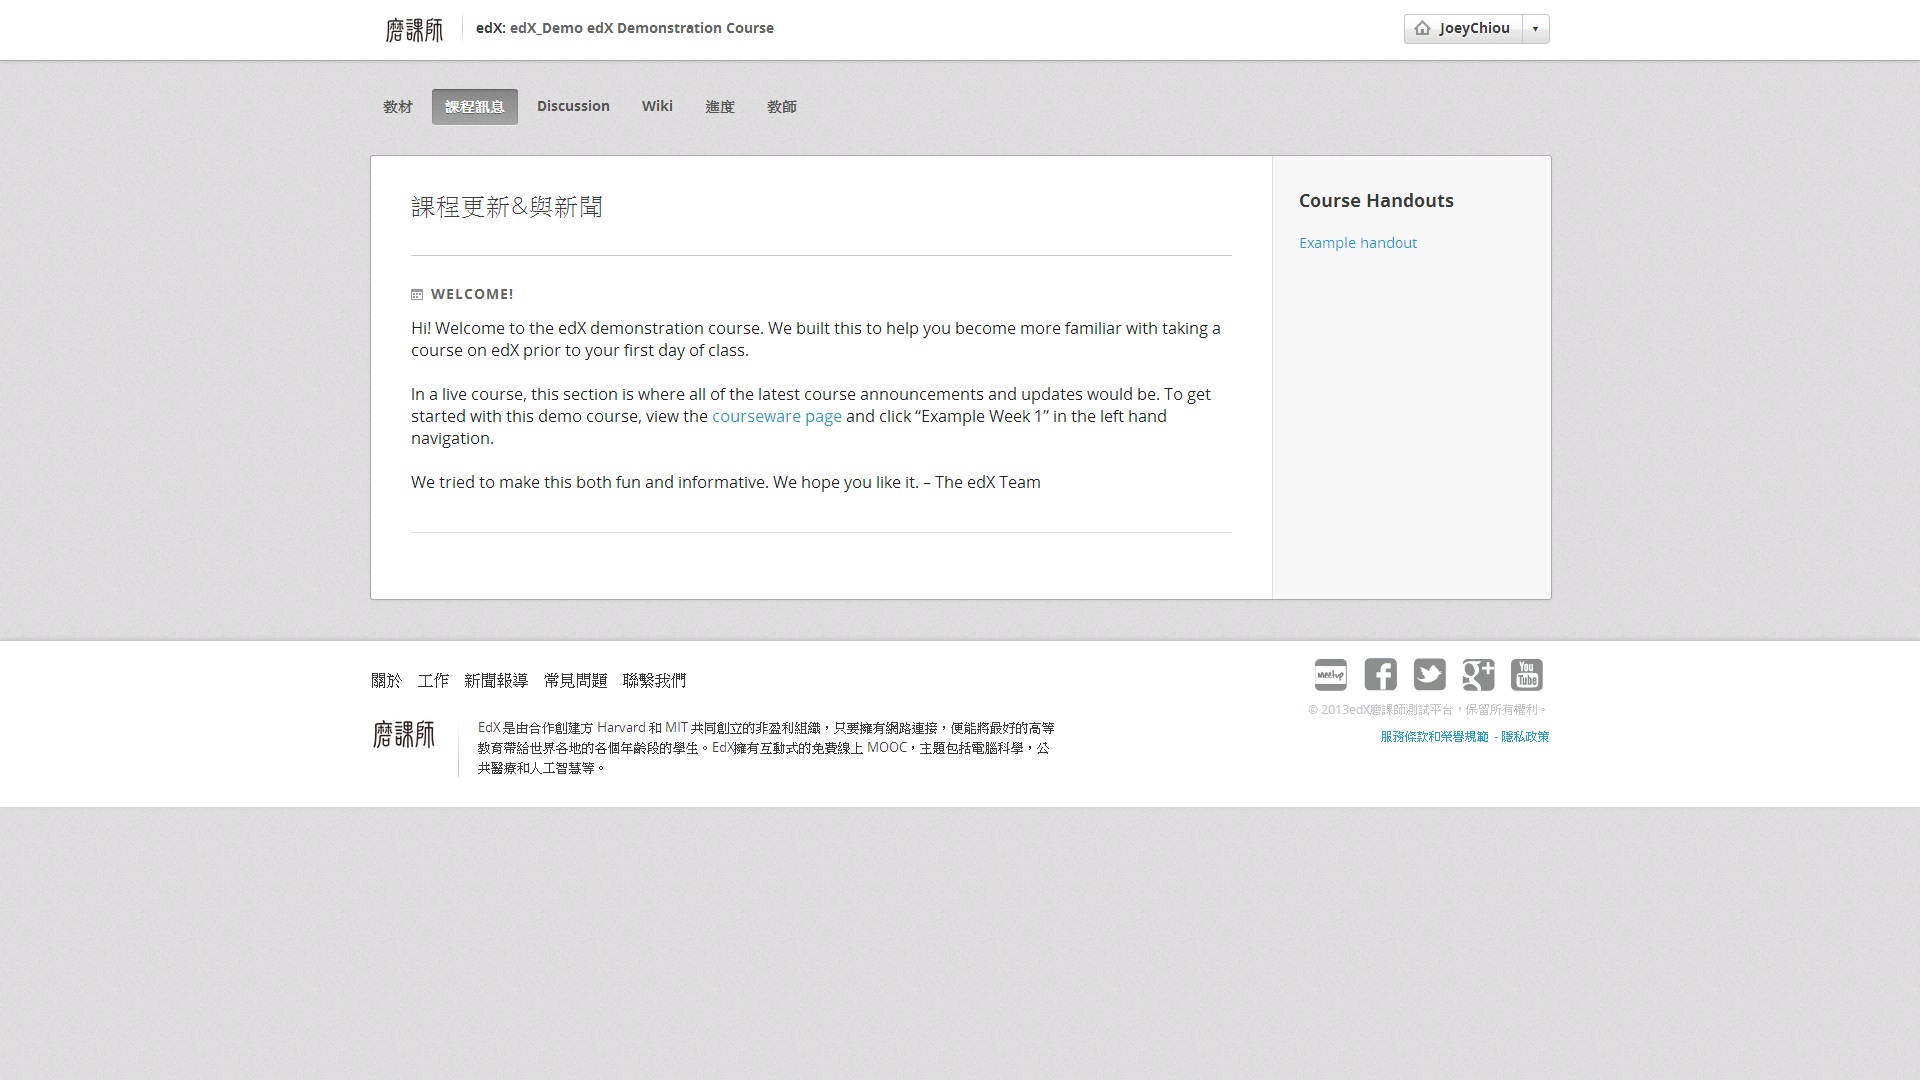 磨課師
edX: edX_Demo edX Demonstration Course
JoeyChiou
教材 課程訊息 Discussion Wiki 進度 教師
課程更新&與新聞
WELCOME!
Hi! Welcome to the edX demonstration course. We built this to help you become more familiar with taking a
course on edX prior to your first day of class.
In a live course, this section is where all of the latest course announcements and updates would be. To get
started with this demo course, view the courseware page and click “Example Week 1” in the left hand
navigation.
We tried to make this both fun and informative. We hope you like it. – The edX Team
Course Handouts
Example handout
關於 工作 新聞報導 常見問題 聯繫我們
磨課師
EdX 是由合作創建方 Harvard 和 MIT 共同創立的非盈利組織，只要擁有網路連接，便能將最好的高等
教育帶給世界各地的各個年齡段的學生。EdX擁有互動式的免費線上 MOOC，主題包括電腦科學，公
共醫療和人工智慧等。
meetup
f
g+
You
Tube
© 2013edX磨課師測試平台，保留所有權利。
服務條款和榮譽規範 - 隱私政策